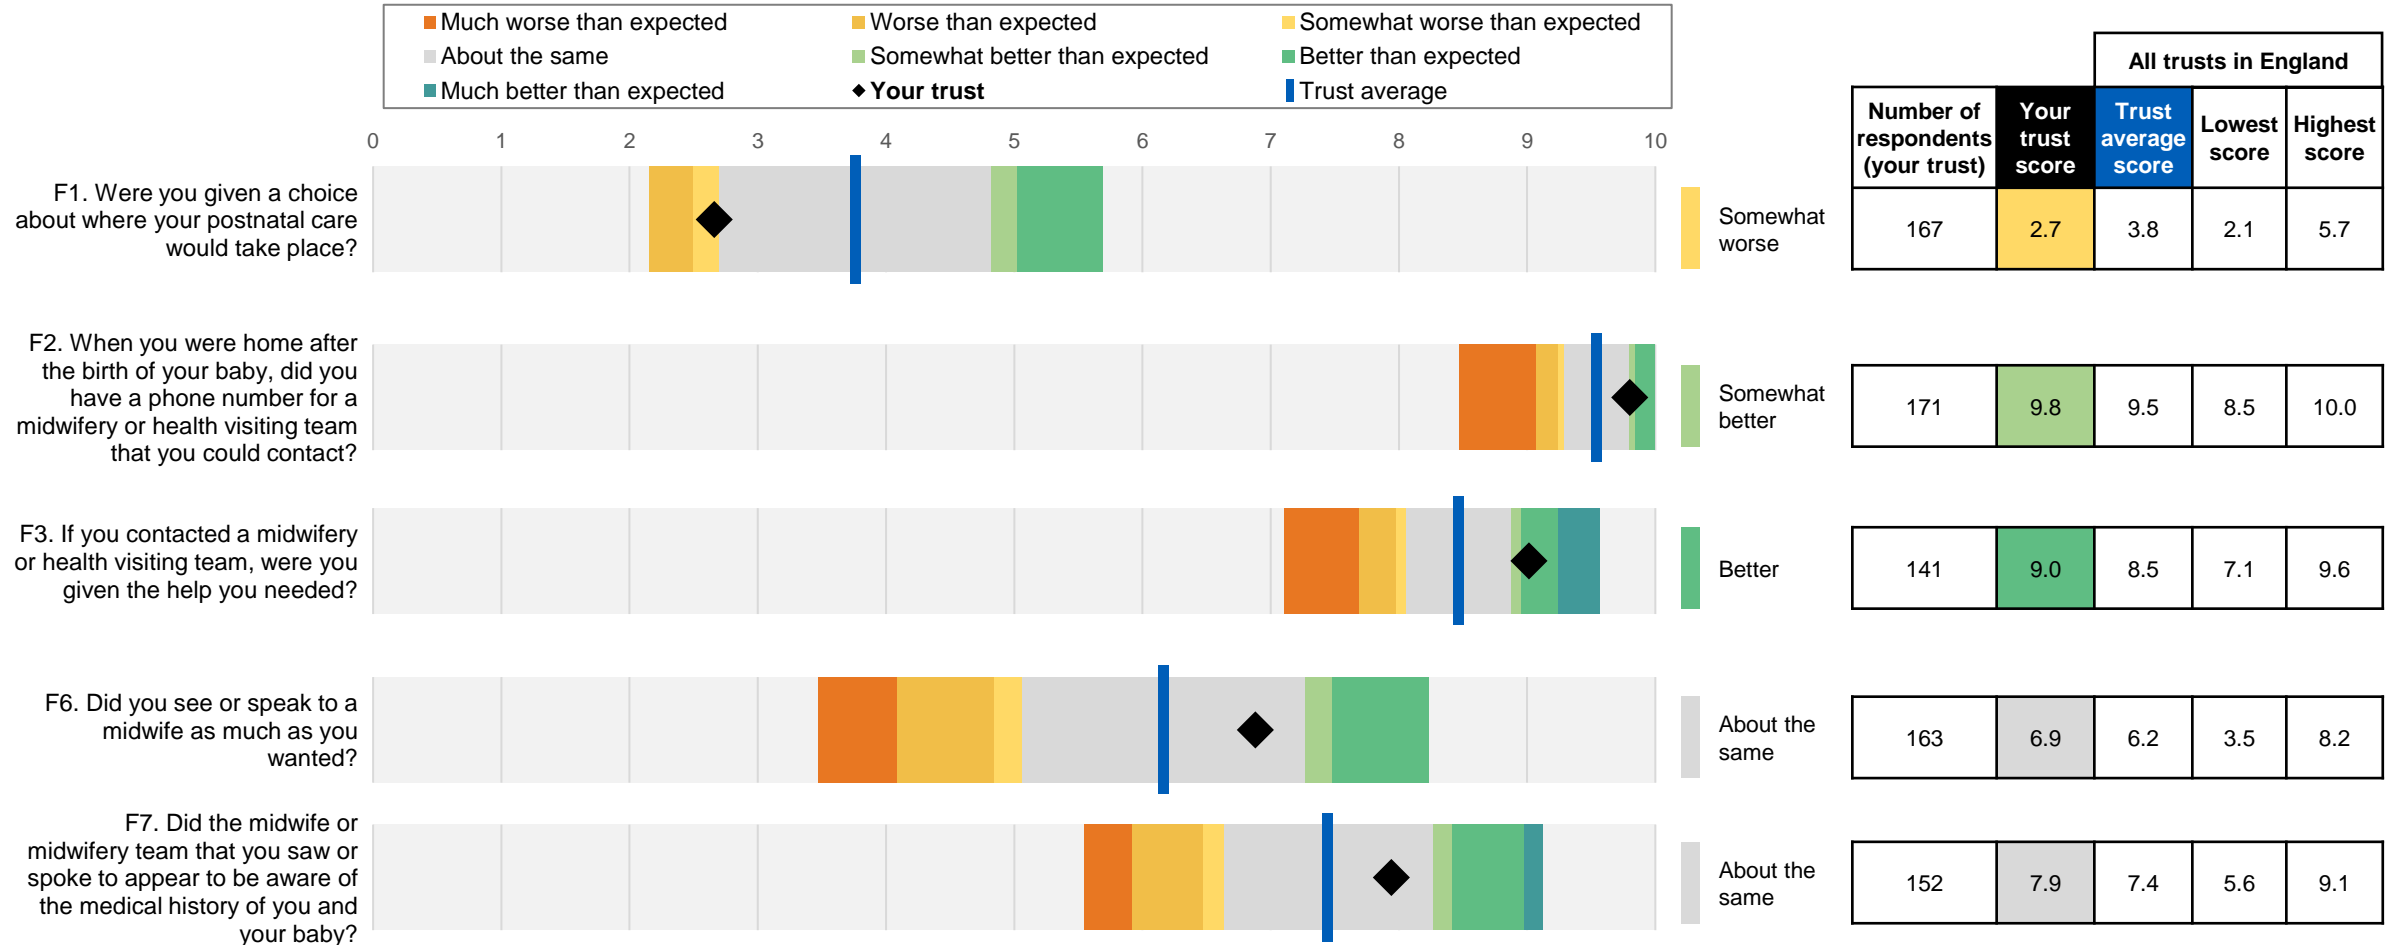 Much worse than expected
Worse than expected
Somewhat worse than expected
About the same
Somewhat better than expected
Better than expected
Much better than expected
Your trust
Trust average
All trusts in England
Number of respondents (your trust)
Your trust score
Trust average score
Lowest score
Highest score
0 1 2 3 4 5 6 7 8 9 10
F1. Were you given a choice
about where your postnatal care
would take place?
Somewhat
worse
167 2.7 3.8 2.1 5.7
F2. When you were home after
the birth of your baby, did you
have a phone number for a
midwifery or health visiting team
that you could contact?
Somewhat
better
171 9.8 9.5 8.5 10.0
F3. If you contacted a midwifery
or health visiting team, were you
given the help you needed?
Better
141 9.0 8.5 7.1 9.6
F6. Did you see or speak to a
midwife as much as you
wanted?
About the
same
163 6.9 6.2 3.5 8.2
F7. Did the midwife or
midwifery team that you saw or
spoke to appear to be aware of
the medical history of you and
your baby?
About the
same
152 7.9 7.4 5.6 9.1